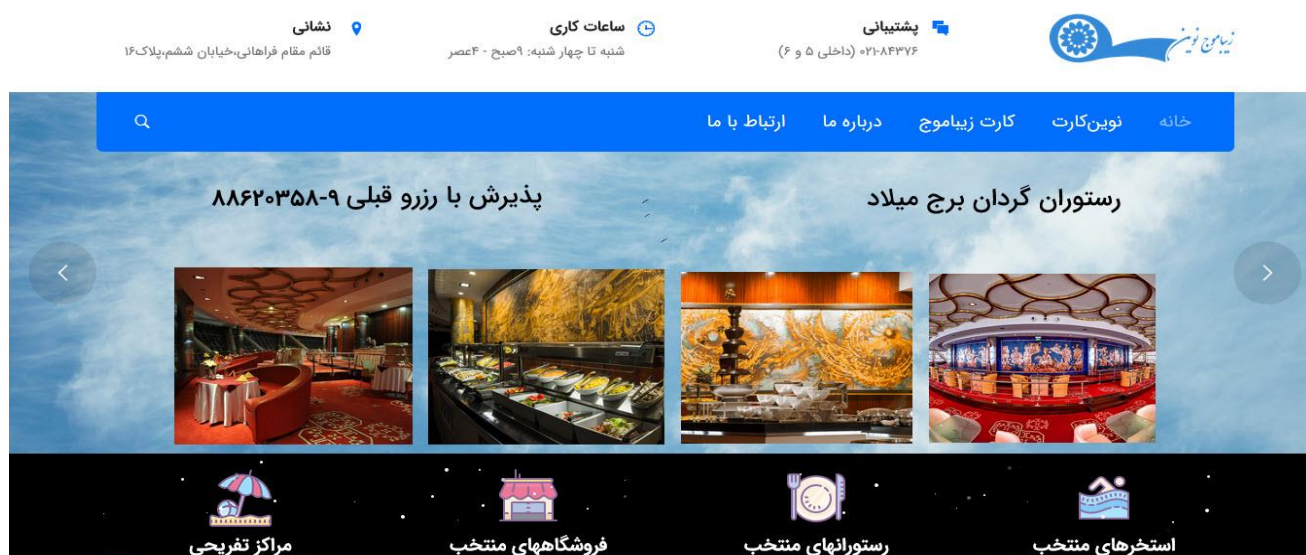 زیباموج نوین
پشتیبانی
۰۲۱-۸۴۳۷۶ (داخلی ۵ و ۶)
ساعات کاری
شنبه تا چهار شنبه: ۹صبح - ۴عصر
نشانی
قائم مقام فراهانی،خیابان ششم،پلاک۱۶
خانه نوین‌کارت کارت زیباموج درباره ما ارتباط با ما
رستوران گردان برج میلاد
پذیرش با رزرو قبلی ۹-۸۸۶۲۰۳۵۸
استخرهای منتخب
رستورانهای منتخب
فروشگاههای منتخب
مراکز تفریحی